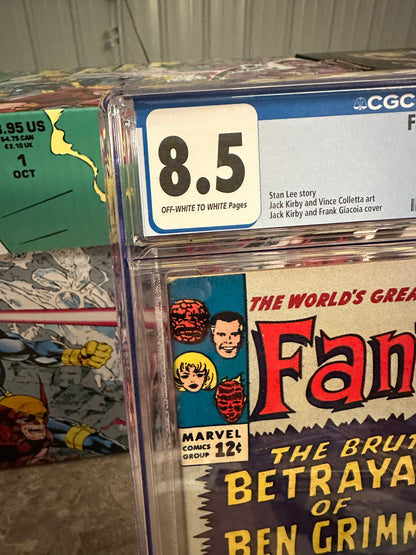 3.95 US
$4.75 CAN
£2.10 UK
1
OCT
CGC
F
8.5
OFF-WHITE TO WHITE Pages
Stan Lee story
Jack Kirby and Vince Colletta art
Jack Kirby and Frank Giacoia cover
THE WORLD'S GREA
Fan
MARVEL
COMICS
GROUP 12¢
THE BRUT
BETRAYA
OF
BEN GRIMM